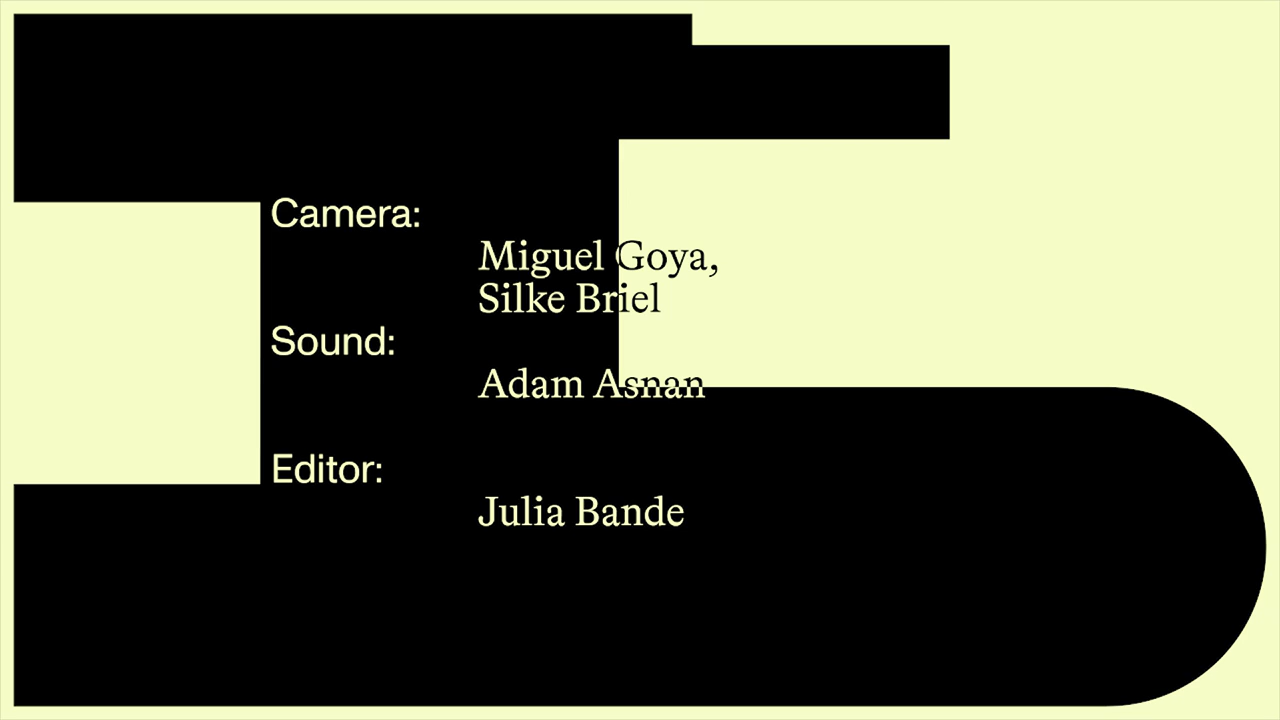 Camera:
Miguel Goya,
Silke Briel
Sound:
Adam Asnan
Editor:
Julia Bande